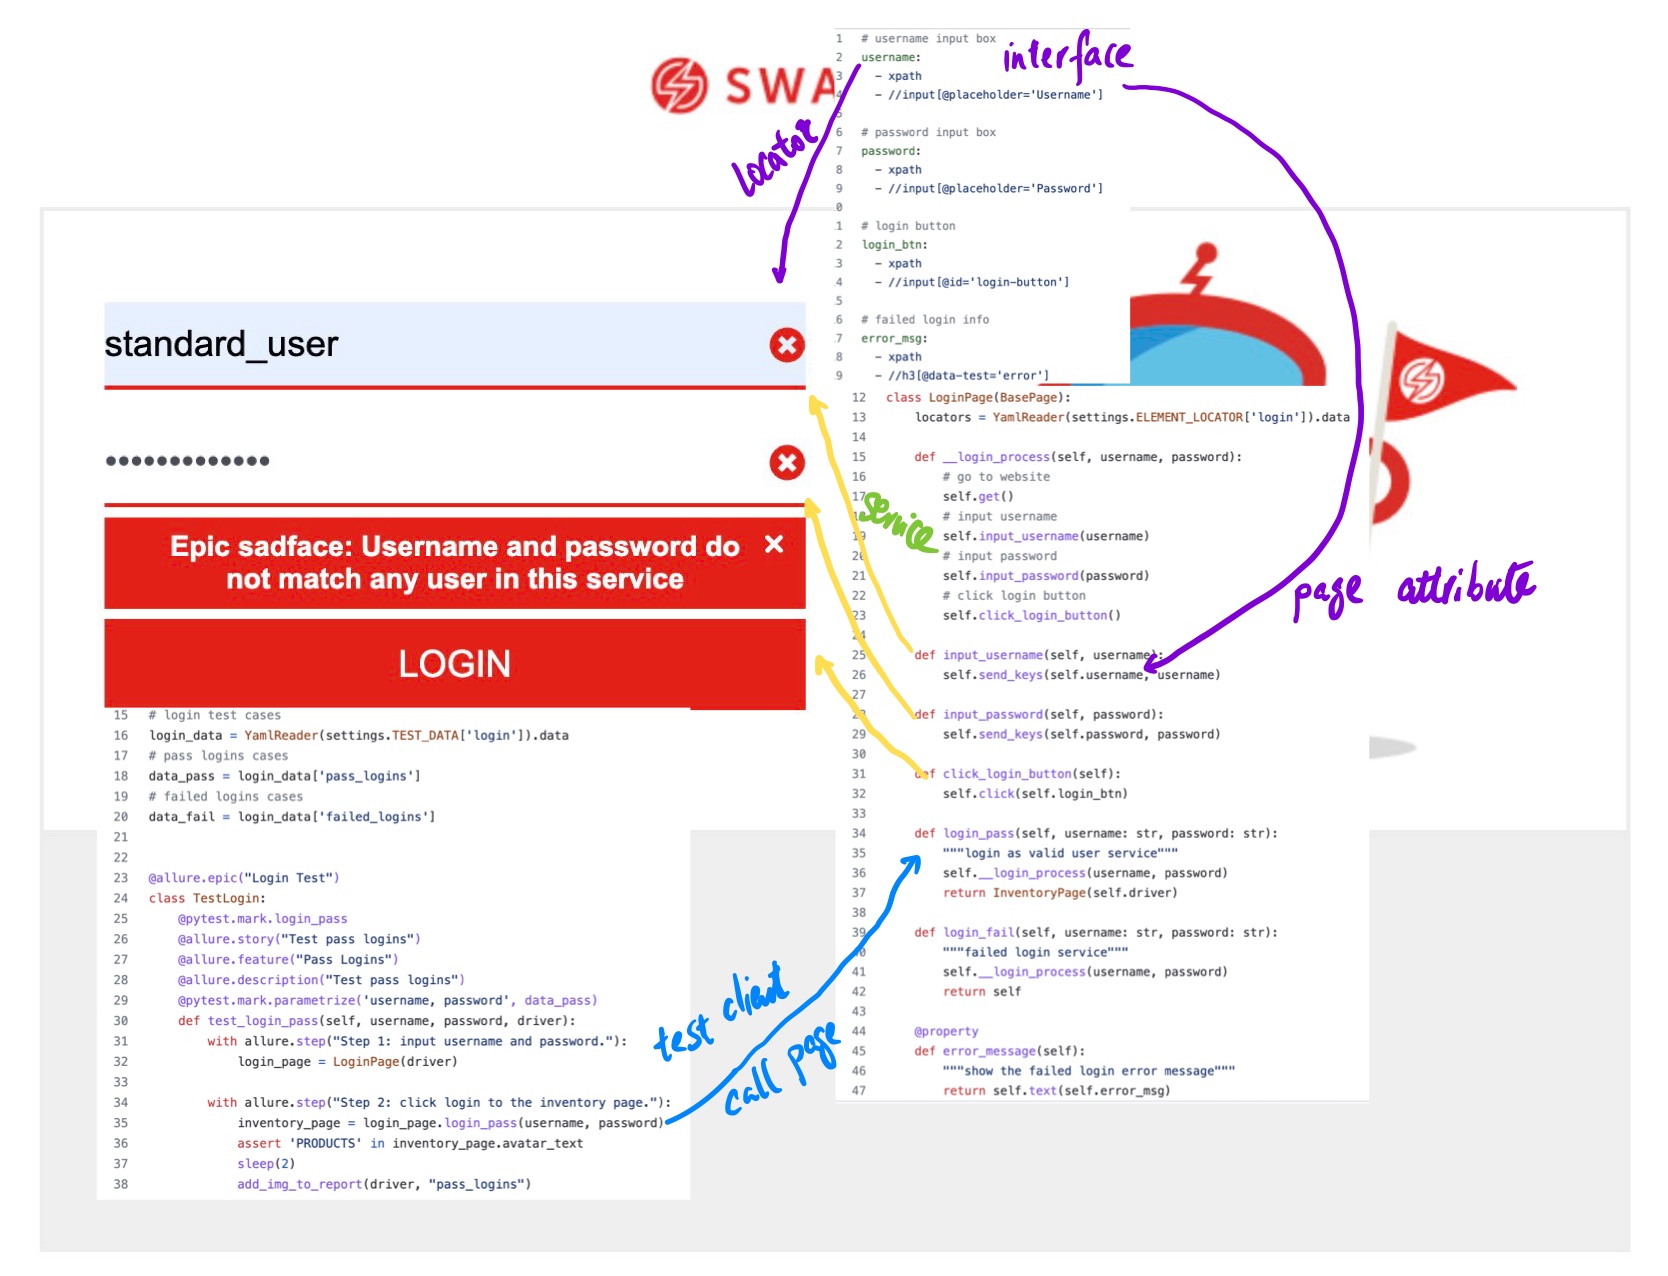 SWA
1 # username input box
2 username:
3 - xpath
4 - //input[@placeholder='Username']
5
6 # password input box
7 password:
8 - xpath
9 - //input[@placeholder='Password']
0
1 # login button
2 login_btn:
3 - xpath
4 - //input[@id='login-button']
5
6 # failed login info
7 error_msg:
8 - xpath
9 - //h3[@data-test='error']
interface
locator
page attribute
service
standard_user
•••••••••••••
Epic sadface: Username and password do
not match any user in this service
LOGIN
12 class LoginPage(BasePage):
13 locators = YamlReader(settings.ELEMENT_LOCATOR['login']).data
14
15 def __login_process(self, username, password):
16 # go to website
17 self.get()
18 # input username
19 self.input_username(username)
20 # input password
21 self.input_password(password)
22 # click login button
23 self.click_login_button()
24
25 def input_username(self, username):
26 self.send_keys(self.username, username)
27
28 def input_password(self, password):
29 self.send_keys(self.password, password)
30
31 def click_login_button(self):
32 self.click(self.login_btn)
33
34 def login_pass(self, username: str, password: str):
35 """login as valid user service"""
36 self.__login_process(username, password)
37 return InventoryPage(self.driver)
38
39 def login_fail(self, username: str, password: str):
40 """failed login service"""
41 self.__login_process(username, password)
42 return self
43
44 @property
45 def error_message(self):
46 """show the failed login error message"""
47 return self.text(self.error_msg)
15 # login test cases
16 login_data = YamlReader(settings.TEST_DATA['login']).data
17 # pass logins cases
18 data_pass = login_data['pass_logins']
19 # failed logins cases
20 data_fail = login_data['failed_logins']
21
22
23 @allure.epic("Login Test")
24 class TestLogin:
25 @pytest.mark.login_pass
26 @allure.story("Test pass logins")
27 @allure.feature("Pass Logins")
28 @allure.description("Test pass logins")
29 @pytest.mark.parametrize('username, password', data_pass)
30 def test_login_pass(self, username, password, driver):
31 with allure.step("Step 1: input username and password."):
32 login_page = LoginPage(driver)
33
34 with allure.step("Step 2: click login to the inventory page."):
35 inventory_page = login_page.login_pass(username, password)
36 assert 'PRODUCTS' in inventory_page.avatar_text
37 sleep(2)
38 add_img_to_report(driver, "pass_logins")
test client
call page